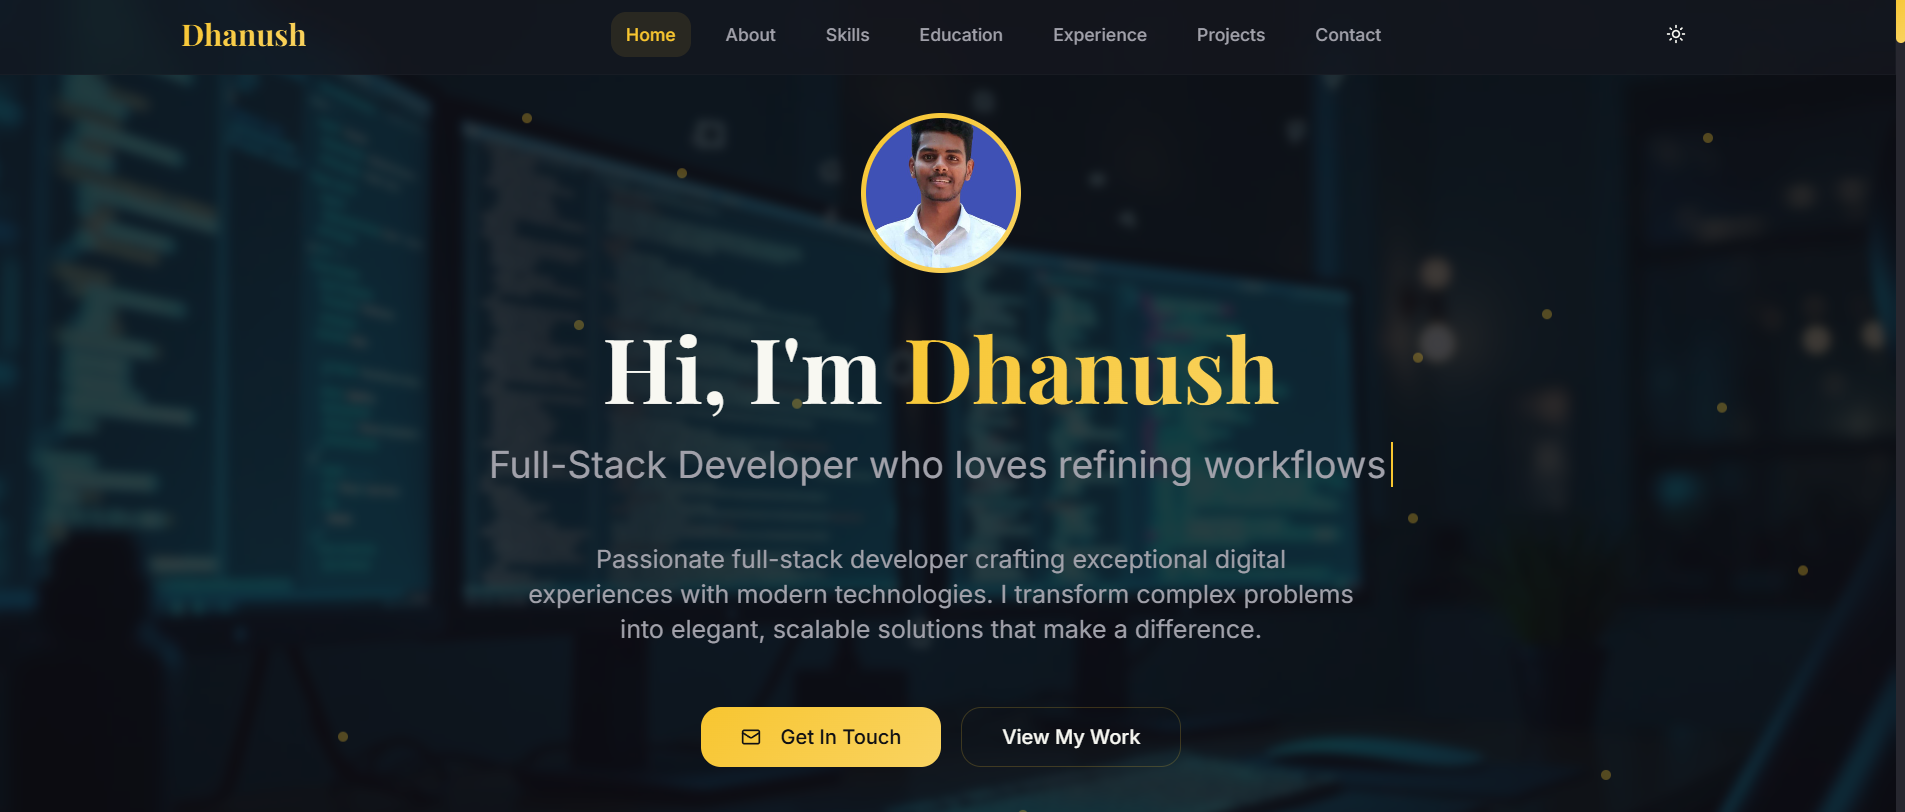 Dhanush
Home
About
Skills
Education
Experience
Projects
Contact
Hi, I'm Dhanush
Full-Stack Developer who loves refining workflows
Passionate full-stack developer crafting exceptional digital
experiences with modern technologies. I transform complex problems
into elegant, scalable solutions that make a difference.
Get In Touch
View My Work